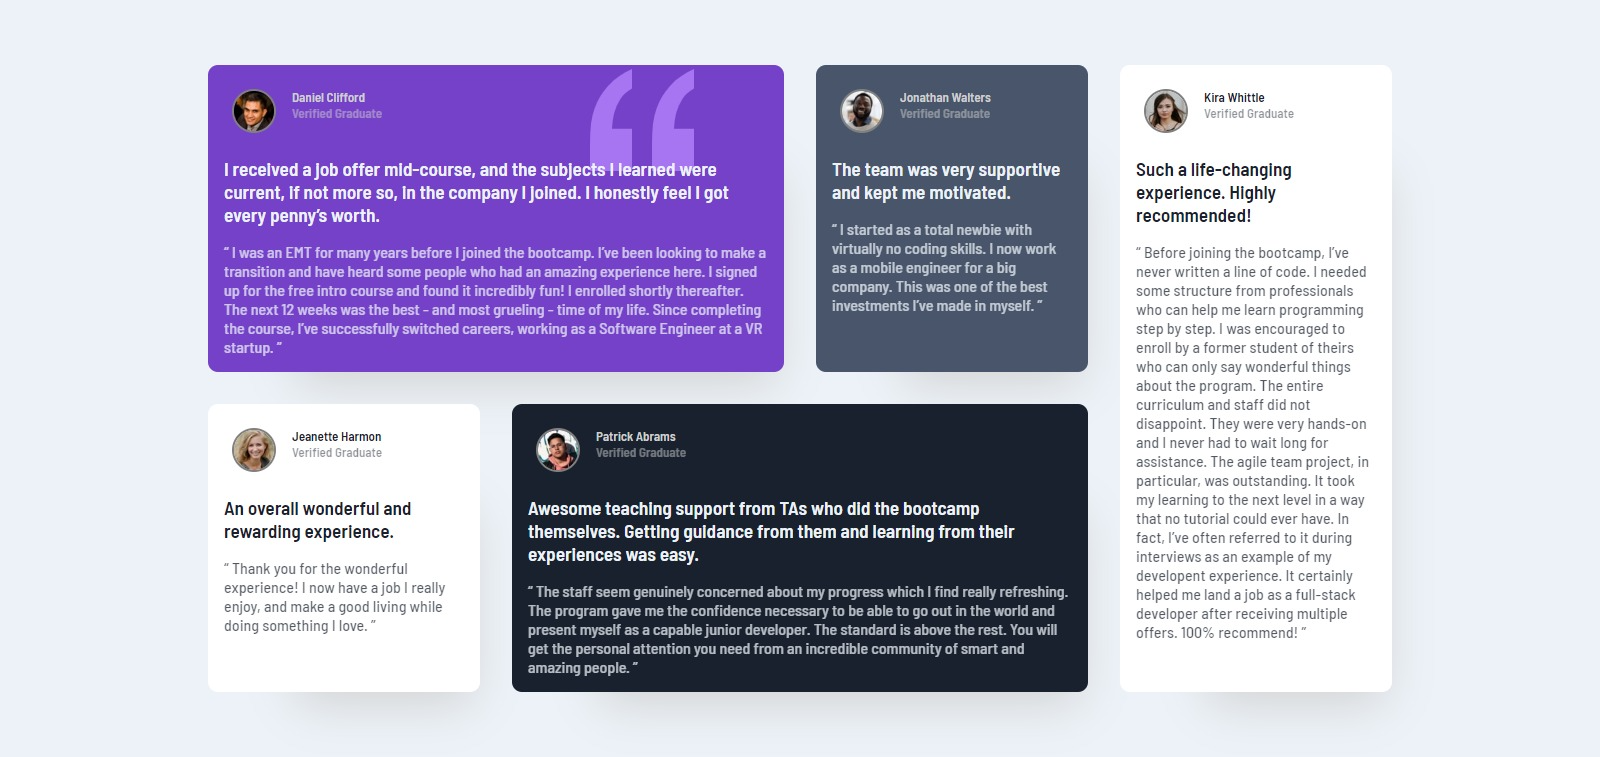 Daniel Clifford
Verified Graduate
I received a job offer mid-course, and the subjects I learned were
current, if not more so, in the company I joined. I honestly feel I got
every penny’s worth.
“ I was an EMT for many years before I joined the bootcamp. I’ve been looking to make a
transition and have heard some people who had an amazing experience here. I signed
up for the free intro course and found it incredibly fun! I enrolled shortly thereafter.
The next 12 weeks was the best - and most grueling - time of my life. Since completing
the course, I’ve successfully switched careers, working as a Software Engineer at a VR
startup. ”
Jonathan Walters
Verified Graduate
The team was very supportive
and kept me motivated.
“ I started as a total newbie with
virtually no coding skills. I now work
as a mobile engineer for a big
company. This was one of the best
investments I’ve made in myself. ”
Kira Whittle
Verified Graduate
Such a life-changing
experience. Highly
recommended!
“ Before joining the bootcamp, I’ve
never written a line of code. I needed
some structure from professionals
who can help me learn programming
step by step. I was encouraged to
enroll by a former student of theirs
who can only say wonderful things
about the program. The entire
curriculum and staff did not
disappoint. They were very hands-on
and I never had to wait long for
assistance. The agile team project, in
particular, was outstanding. It took
my learning to the next level in a way
that no tutorial could ever have. In
fact, I’ve often referred to it during
interviews as an example of my
developent experience. It certainly
helped me land a job as a full-stack
developer after receiving multiple
offers. 100% recommend! ”
Jeanette Harmon
Verified Graduate
An overall wonderful and
rewarding experience.
“ Thank you for the wonderful
experience! I now have a job I really
enjoy, and make a good living while
doing something I love. ”
Patrick Abrams
Verified Graduate
Awesome teaching support from TAs who did the bootcamp
themselves. Getting guidance from them and learning from their
experiences was easy.
“ The staff seem genuinely concerned about my progress which I find really refreshing.
The program gave me the confidence necessary to be able to go out in the world and
present myself as a capable junior developer. The standard is above the rest. You will
get the personal attention you need from an incredible community of smart and
amazing people. ”